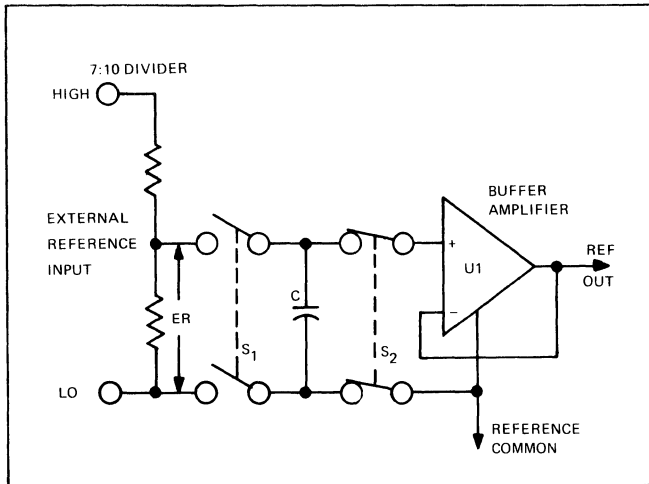 7:10 DIVIDER
HIGH
EXTERNAL
REFERENCE
INPUT
ER
LO
S1
C
S2
BUFFER
AMPLIFIER
+
U1
−
REF
OUT
REFERENCE
COMMON